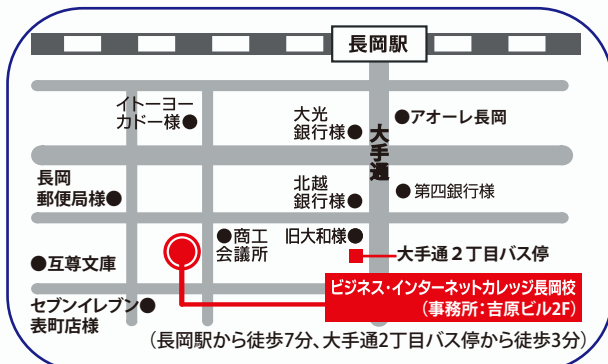 長岡駅
イトーヨー
カドー様●
大光
銀行様●
大手通
●アオーレ長岡
長岡
郵便局様●
北越
銀行様●
●第四銀行様
●商工
会議所
旧大和様●
大手通２丁目バス停
●互尊文庫
セブンイレブン●
表町店様
ビジネス・インターネットカレッジ長岡校
（事務所：吉原ビル2F）
（長岡駅から徒歩7分、大手通2丁目バス停から徒歩3分）